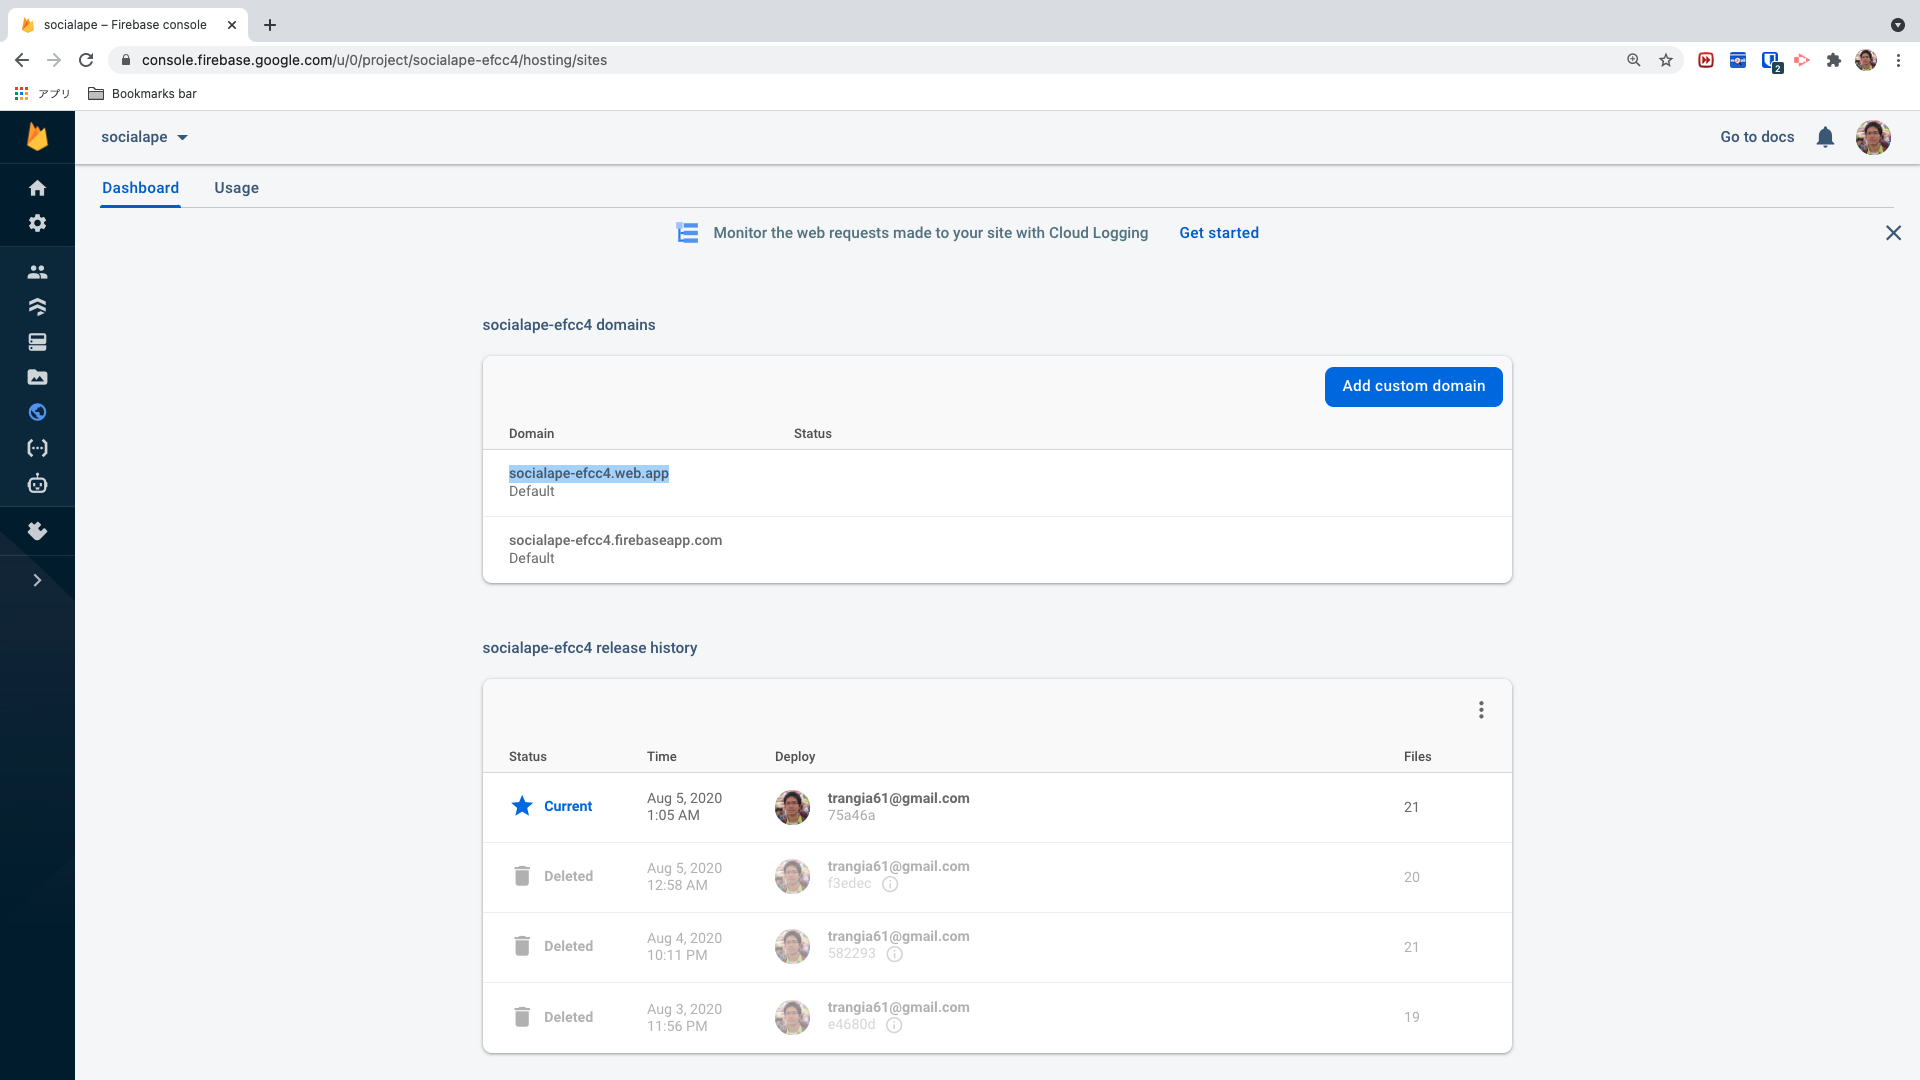 socialape – Firebase console
console.firebase.google.com/u/0/project/socialape-efcc4/hosting/sites
2
アプリ
Bookmarks bar
socialape
Go to docs
Dashboard
Usage
Monitor the web requests made to your site with Cloud Logging
Get started
socialape-efcc4 domains
Add custom domain
Domain
Status
socialape-efcc4.web.app
Default
socialape-efcc4.firebaseapp.com
Default
socialape-efcc4 release history
Status
Time
Deploy
Files
Current
Aug 5, 2020
1:05 AM
trangia61@gmail.com
75a46a
21
Deleted
Aug 5, 2020
12:58 AM
trangia61@gmail.com
f3edec
20
Deleted
Aug 4, 2020
10:11 PM
trangia61@gmail.com
582293
21
Deleted
Aug 3, 2020
11:56 PM
trangia61@gmail.com
e4680d
19